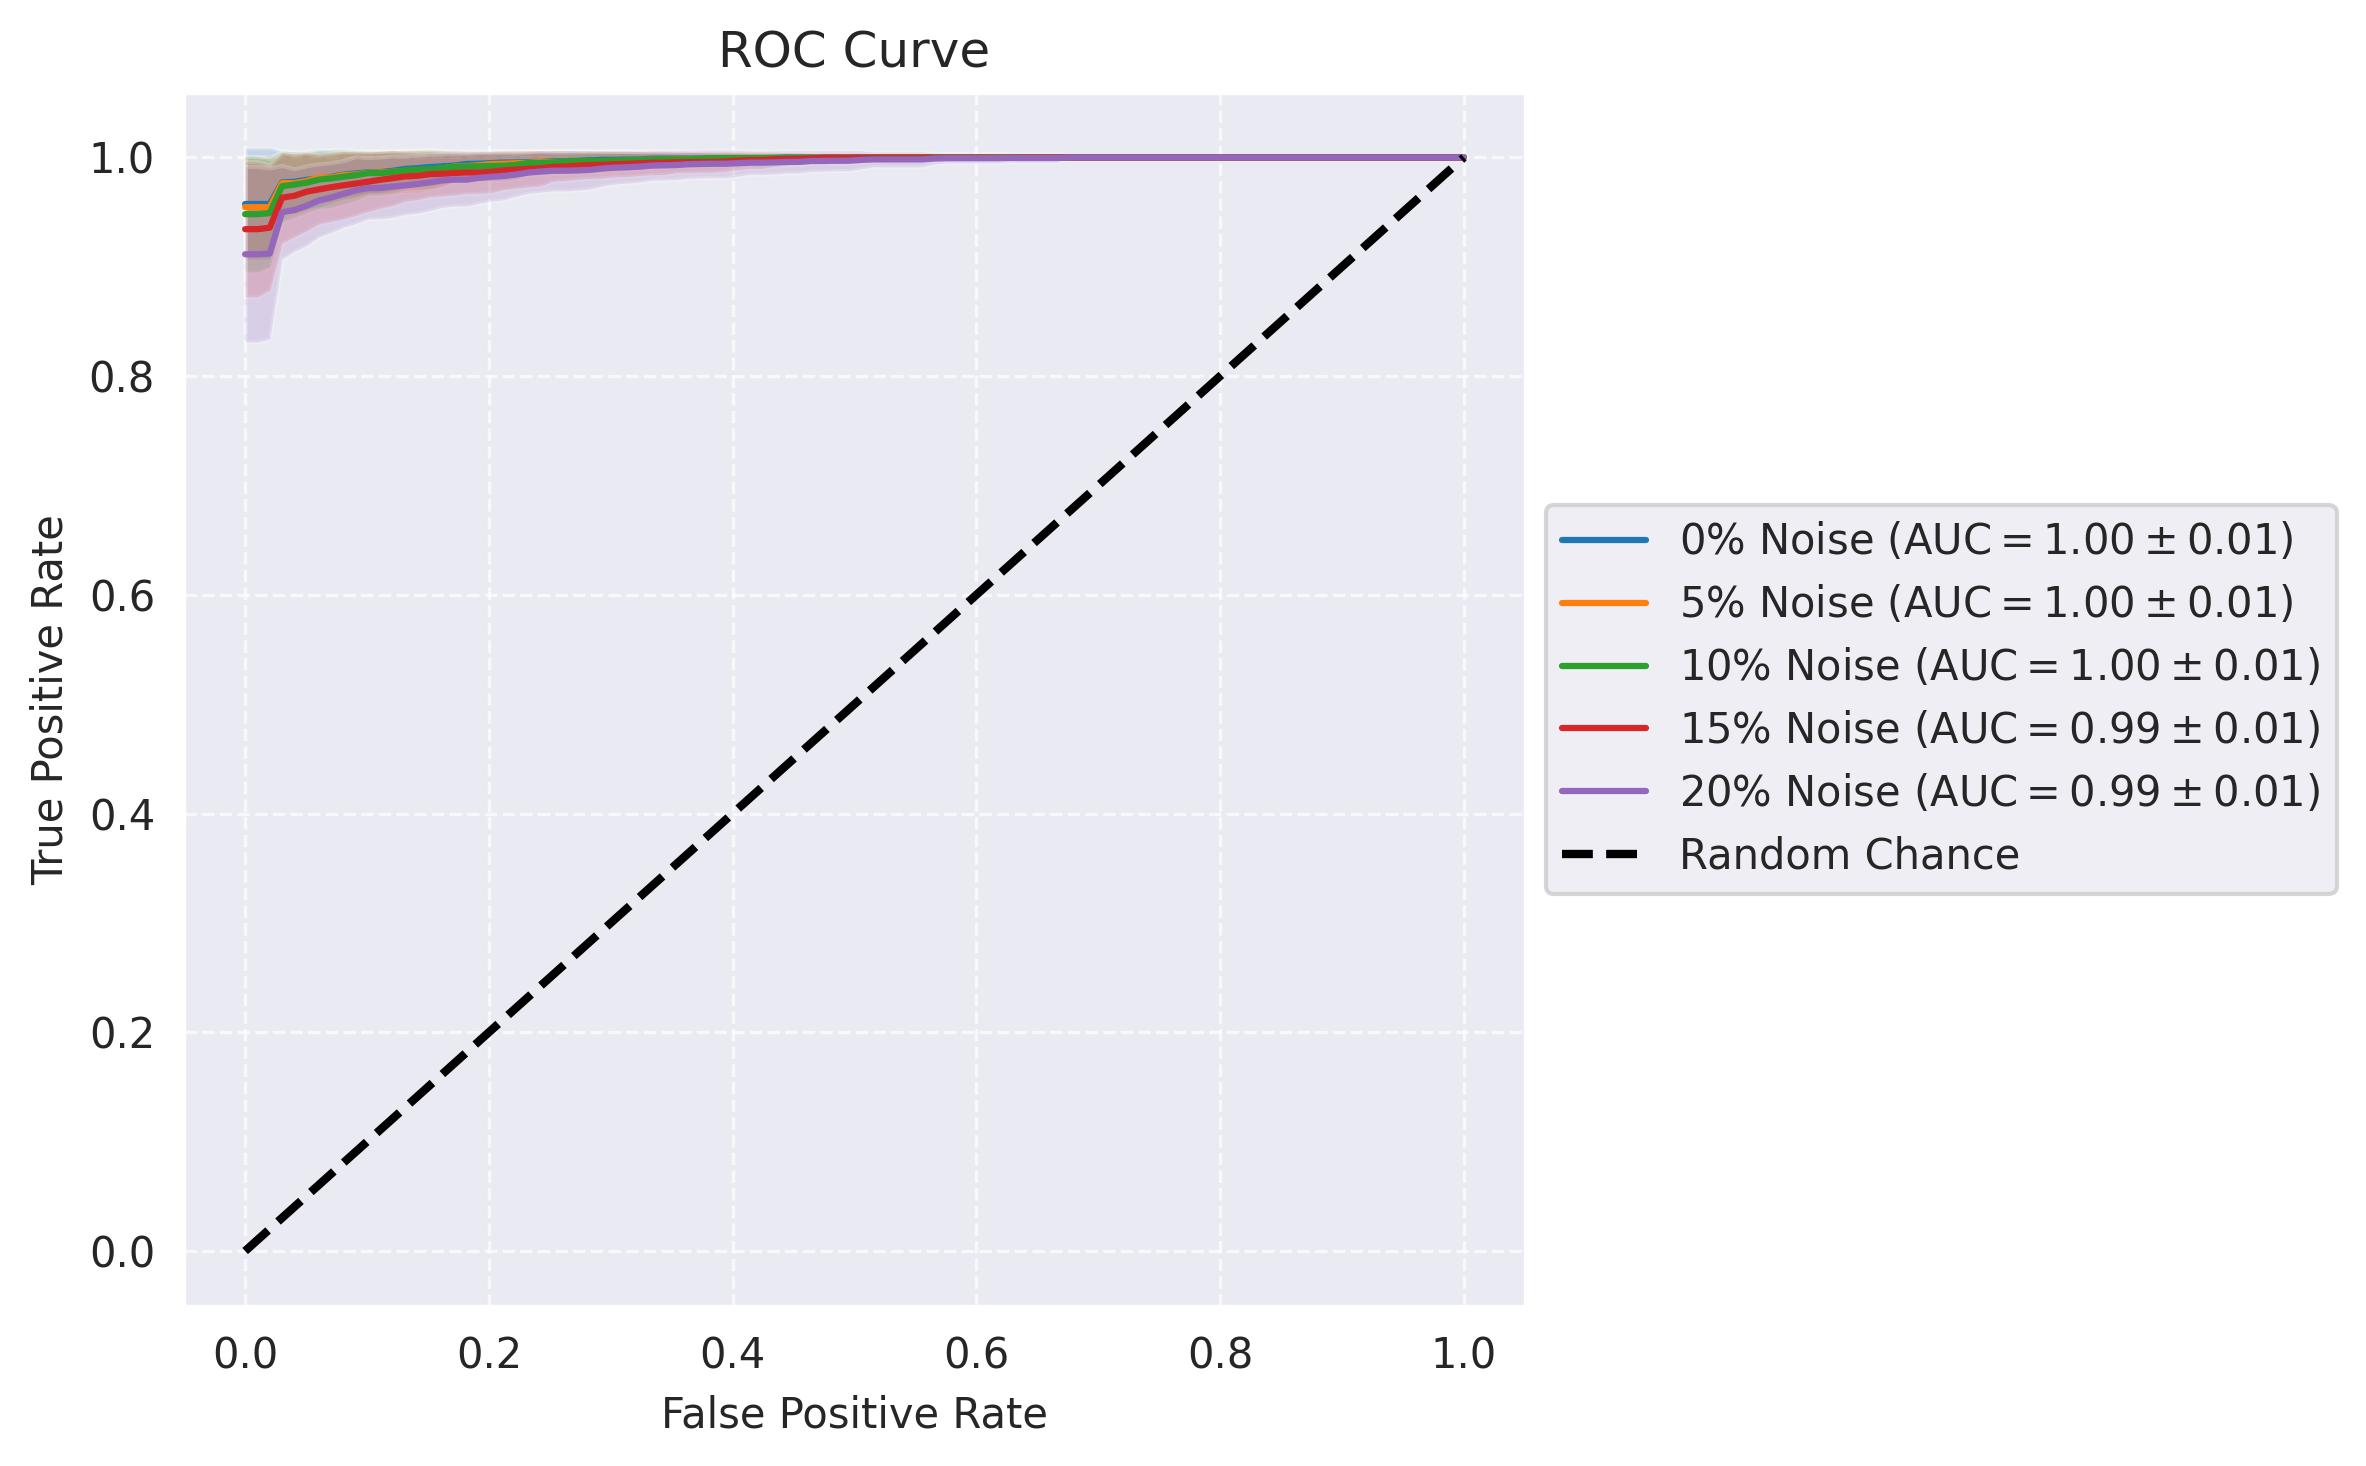 ROC Curve
True Positive Rate
1.0
0.8
0.6
0.4
0.2
0.0
0.0 0.2 0.4 0.6 0.8 1.0
False Positive Rate
0% Noise (AUC = 1.00 ± 0.01)
5% Noise (AUC = 1.00 ± 0.01)
10% Noise (AUC = 1.00 ± 0.01)
15% Noise (AUC = 0.99 ± 0.01)
20% Noise (AUC = 0.99 ± 0.01)
Random Chance